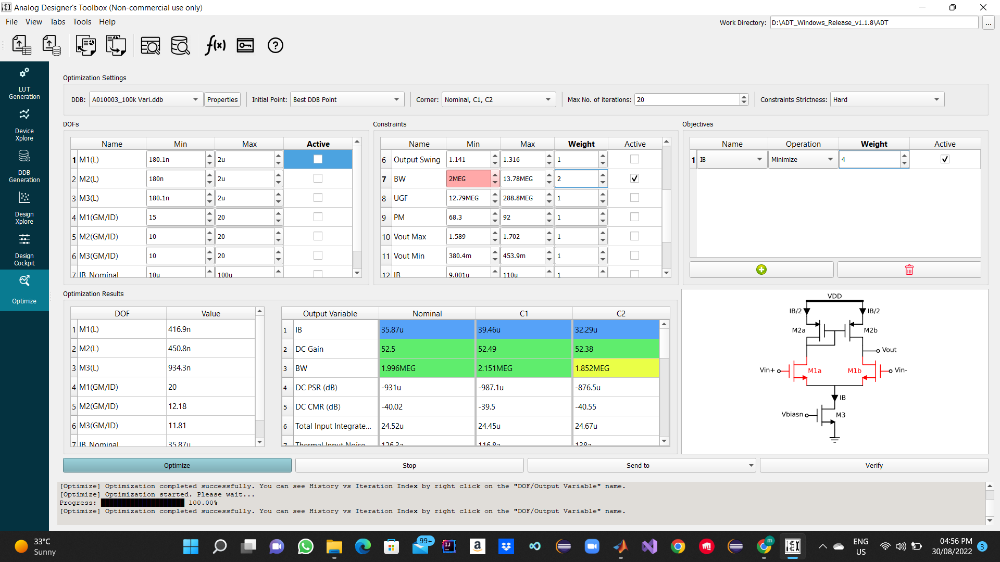 Analog Designer's Toolbox (Non-commercial use only)
File View Tabs Tools Help
Work Directory: D:\ADT_Windows_Release_v1.1.8\ADT ...
f(x)
LUT Generation
Device Xplore
DDB Generation
Design Xplore
Design Cockpit
Optimize
Optimization Settings
DDB: A010003_100k Vari.ddb Properties Initial Point: Best DDB Point Corner: Nominal, C1, C2 Max No. of iterations: 20 Constraints Strictness: Hard
DOFs
Name Min Max Active
1 M1(L) 180.1n 2u
2 M2(L) 180n 2u
3 M3(L) 180.1n 2u
4 M1(GM/ID) 15 20
5 M2(GM/ID) 10 20
6 M3(GM/ID) 10 20
7 IB_Nominal 10u 100u
Constraints
Name Min Max Weight Active
6 Output Swing 1.141 1.316 1
7 BW 2MEG 13.78MEG 2
8 UGF 12.79MEG 288.8MEG 1
9 PM 68.3 92 1
10 Vout Max 1.589 1.702 1
11 Vout Min 380.4m 453.9m 1
12 IB 9.001u 110u 1
Objectives
Name Operation Weight Active
1 IB Minimize 4
Optimization Results
DOF Value
1 M1(L) 416.9n
2 M2(L) 450.8n
3 M3(L) 934.3n
4 M1(GM/ID) 20
5 M2(GM/ID) 12.18
6 M3(GM/ID) 11.81
7 IB_Nominal 35.87u
Output Variable Nominal C1 C2
1 IB 35.87u 39.46u 32.29u
2 DC Gain 52.5 52.49 52.38
3 BW 1.996MEG 2.151MEG 1.852MEG
4 DC PSR (dB) -931u -987.1u -876.5u
5 DC CMR (dB) -40.02 -39.5 -40.55
6 Total Input Integrate... 24.52u 24.45u 24.67u
7 Thermal Input Noise 126.3a 116.8a 138a
VDD
IB/2 IB/2
M2a M2b
Vout
Vin+ M1a M1b Vin-
IB
Vbiasn M3
Optimize Stop Send to Verify
[Optimize] Optimization completed successfully. You can see History vs Iteration Index by right click on the "DOF/Output Variable" name.
[Optimize] Optimization started. Please wait...
Progress: 100.00%
[Optimize] Optimization completed successfully. You can see History vs Iteration Index by right click on the "DOF/Output Variable" name.
33°C
Sunny
99+
IJ
a
m
ENG
US
04:56 PM
30/08/2022
3